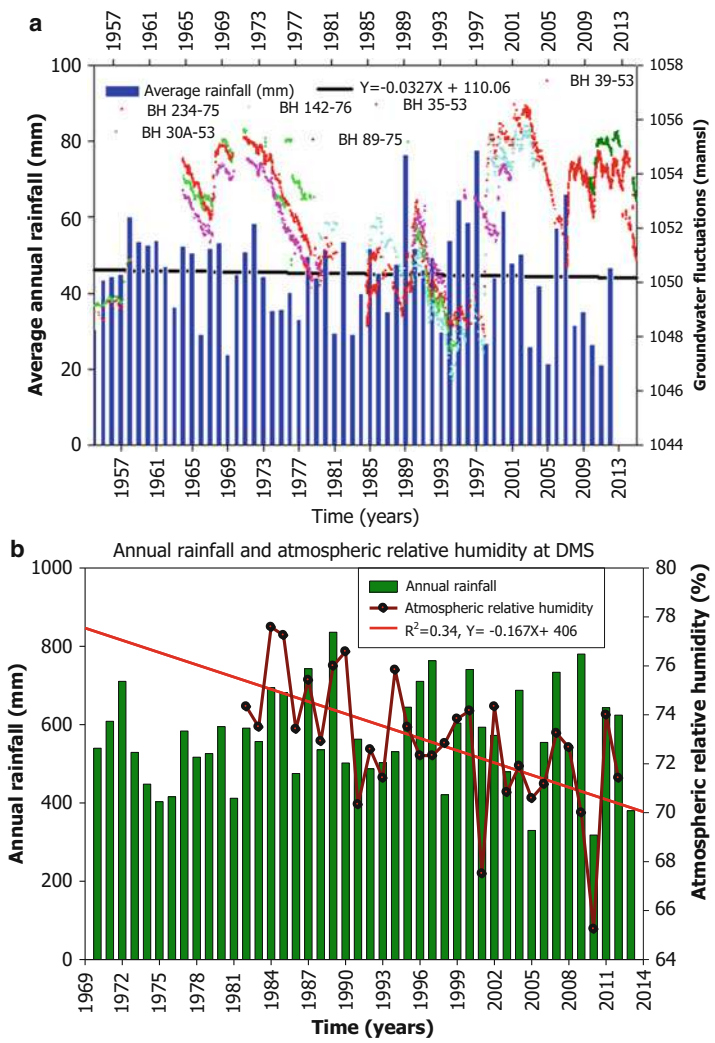 a
1957 1961 1965 1969 1973 1977 1981 1985 1989 1993 1997 2001 2005 2009 2013
100
80
60
40
20
0
Average annual rainfall (mm)
Average rainfall (mm)
Y=-0.0327X + 110.06
BH 39-53
BH 234-75
BH 142-76
BH 35-53
BH 30A-53
BH 89-75
1058
1056
1054
1052
1050
1048
1046
1044
Groundwater fluctuations (mamsl)
1957 1961 1965 1969 1973 1977 1981 1985 1989 1993 1997 2001 2005 2009 2013
Time (years)
b
Annual rainfall and atmospheric relative humidity at DMS
1000
800
600
400
200
0
Annual rainfall (mm)
Annual rainfall
Atmospheric relative humidity
R²=0.34, Y= -0.167X+ 406
80
78
76
74
72
70
68
66
64
Atmospheric relative humidity (%)
1969 1972 1975 1978 1981 1984 1987 1990 1993 1996 1999 2002 2005 2008 2011 2014
Time (years)